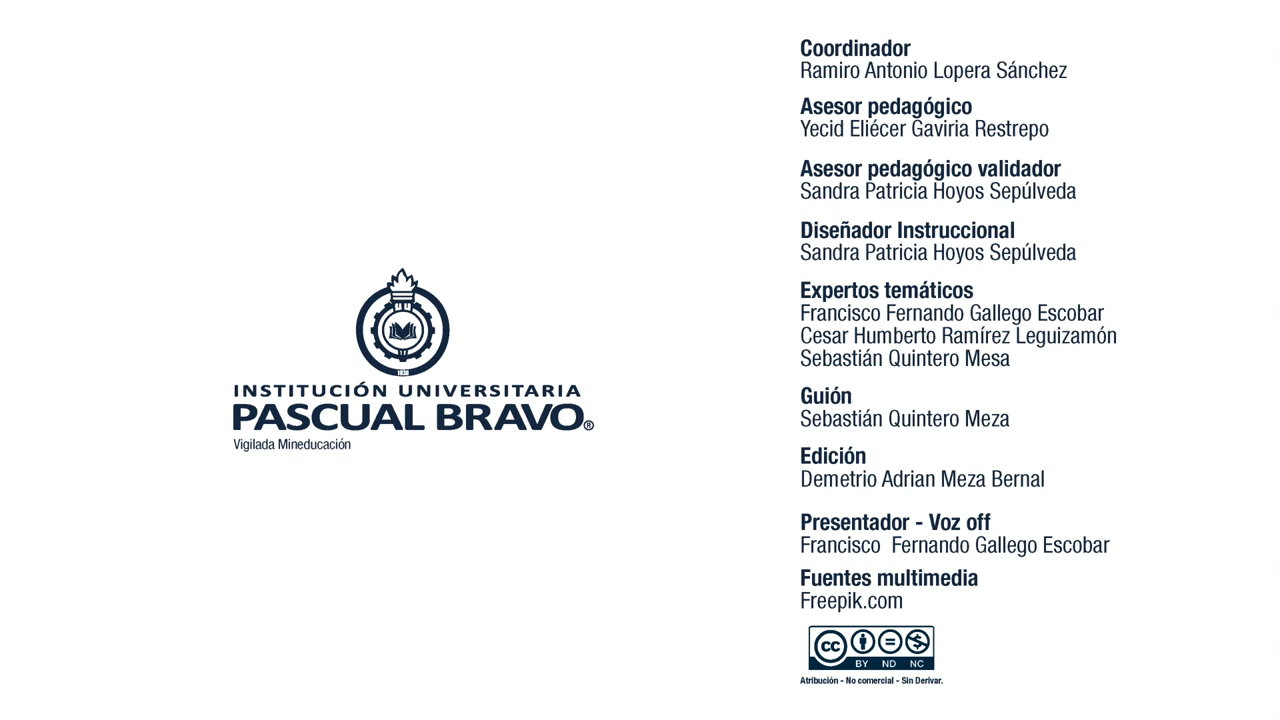 INSTITUCIÓN UNIVERSITARIA
PASCUAL BRAVO®
Vigilada Mineducación
Coordinador
Ramiro Antonio Lopera Sánchez
Asesor pedagógico
Yecid Eliécer Gaviria Restrepo
Asesor pedagógico validador
Sandra Patricia Hoyos Sepúlveda
Diseñador Instruccional
Sandra Patricia Hoyos Sepúlveda
Expertos temáticos
Francisco Fernando Gallego Escobar
Cesar Humberto Ramírez Leguizamón
Sebastián Quintero Mesa
Guión
Sebastián Quintero Meza
Edición
Demetrio Adrian Meza Bernal
Presentador - Voz off
Francisco  Fernando Gallego Escobar
Fuentes multimedia
Freepik.com
cc
BY ND NC
Atribución - No comercial - Sin Derivar.